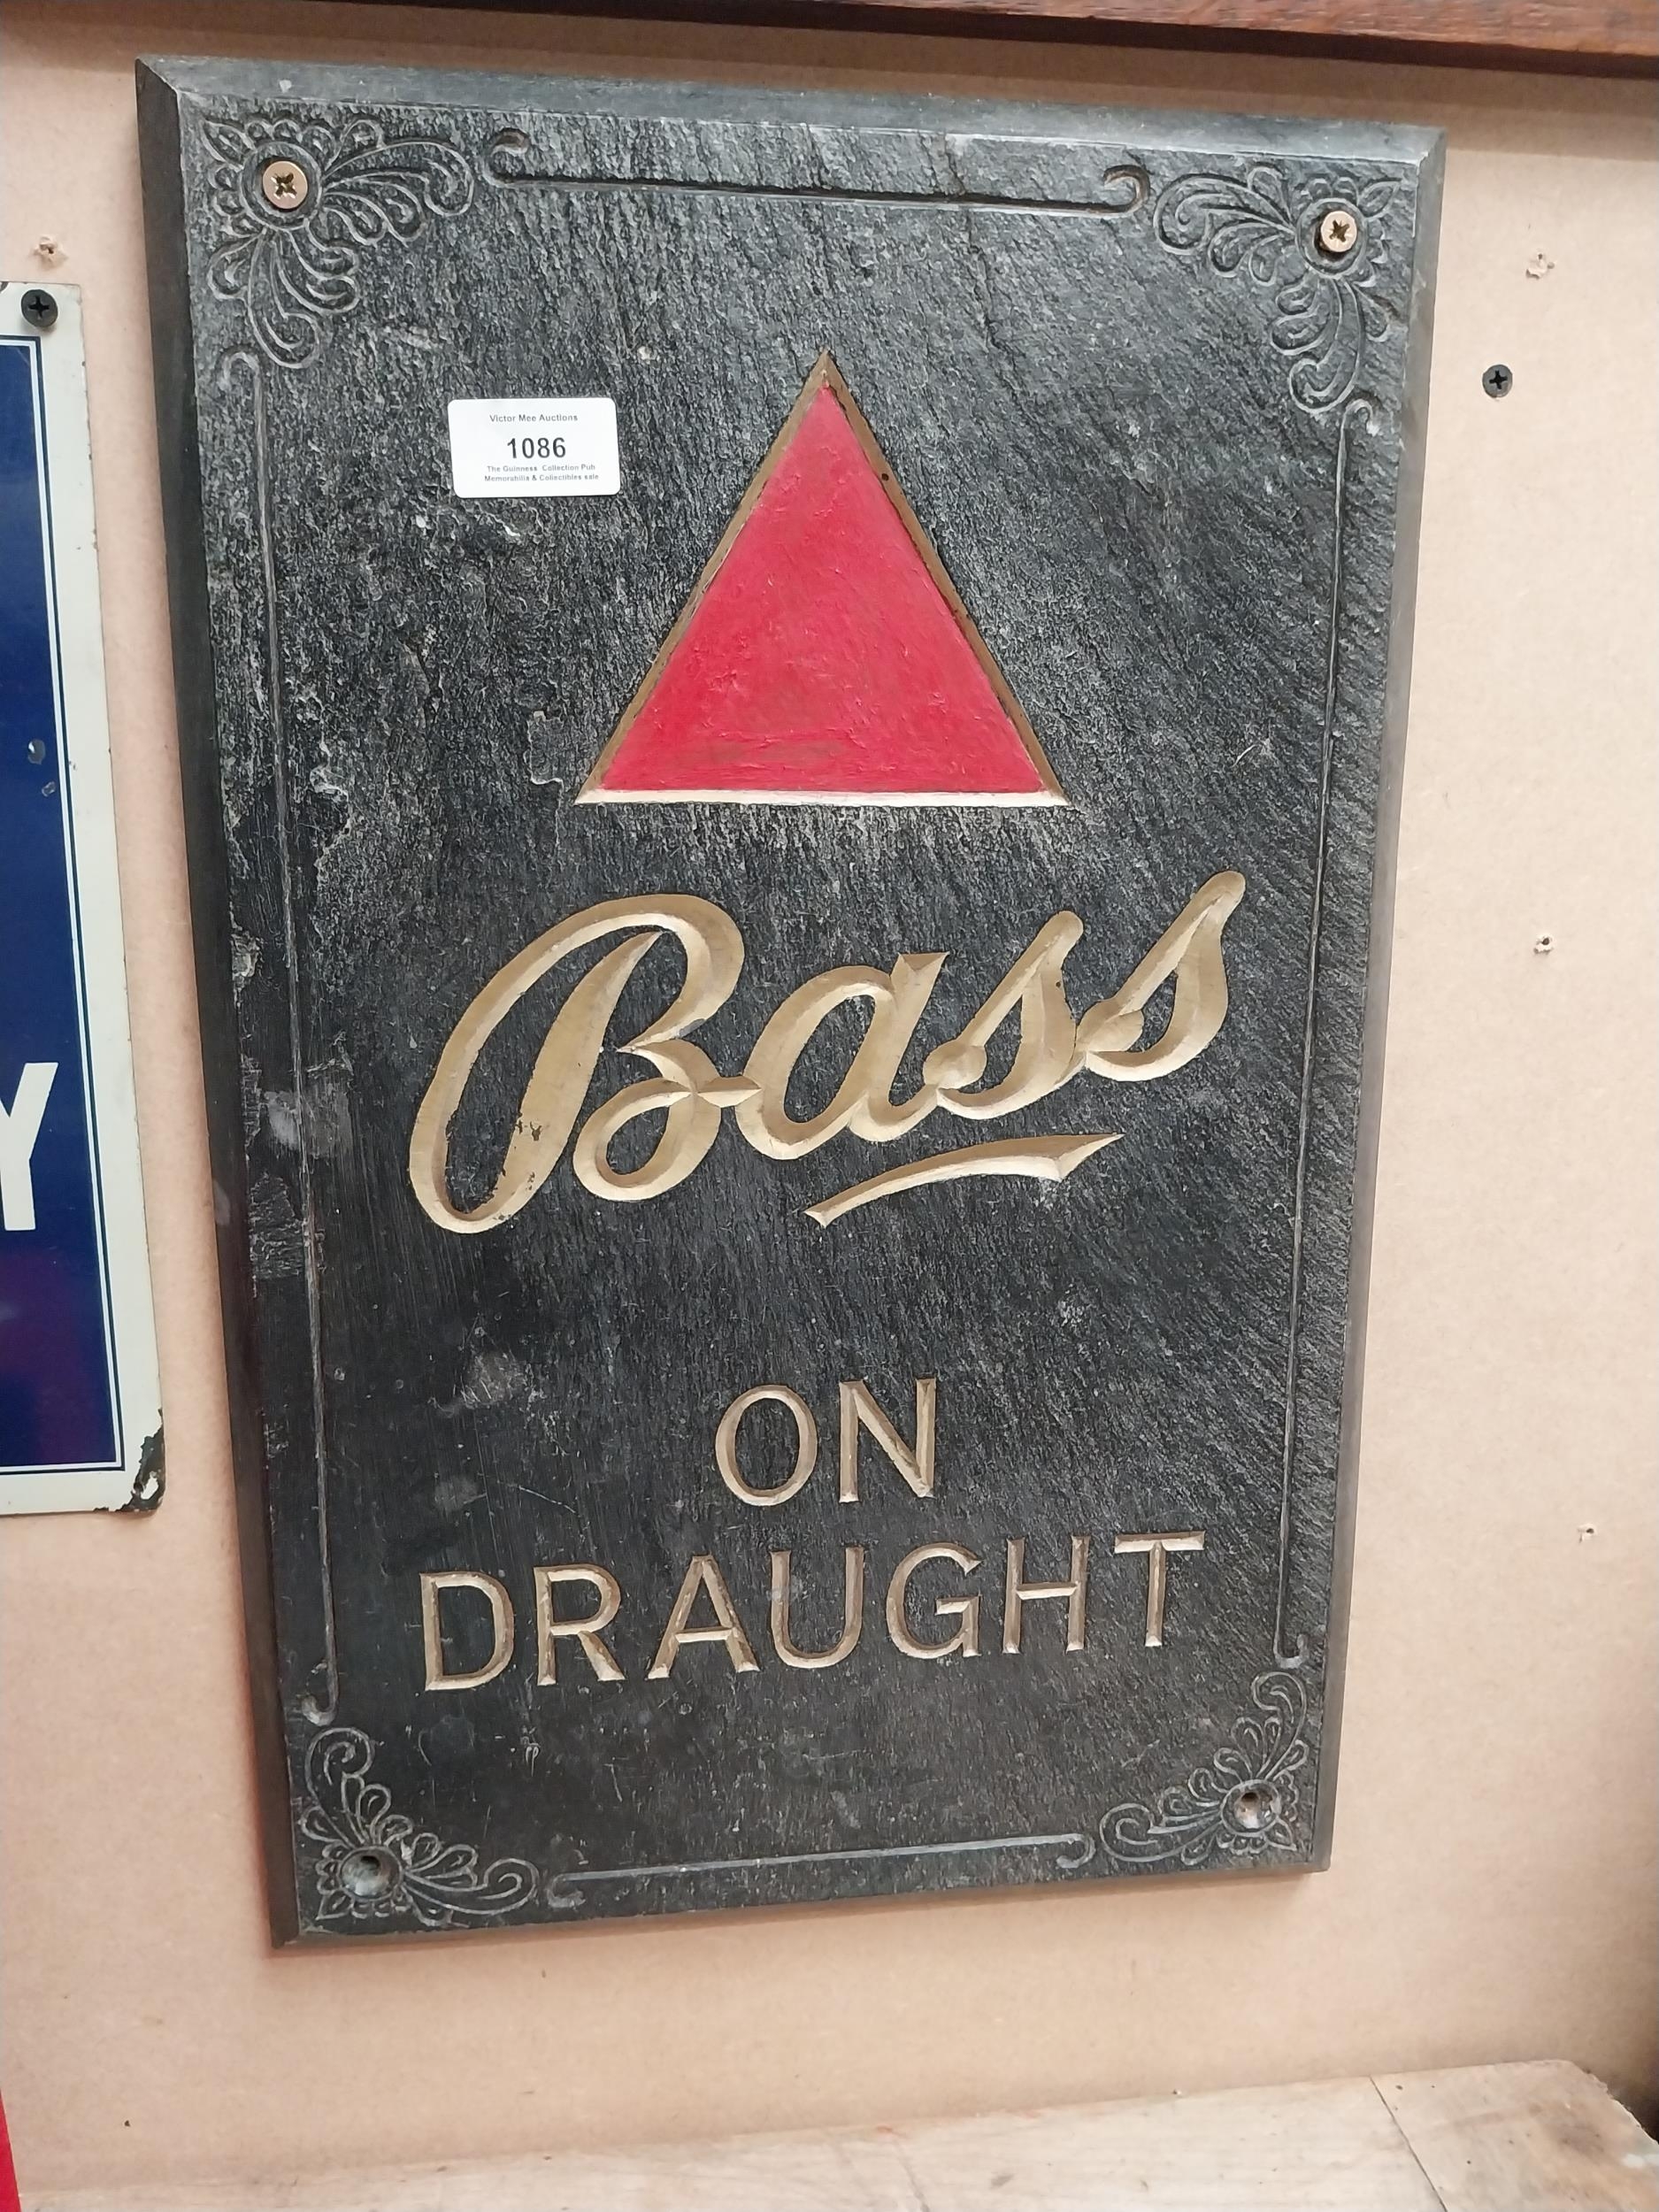 Victor Mee Auctions
1086
The Guinness Collection Pub
Memorabilia & Collectibles sale
Bass
ON
DRAUGHT
Y